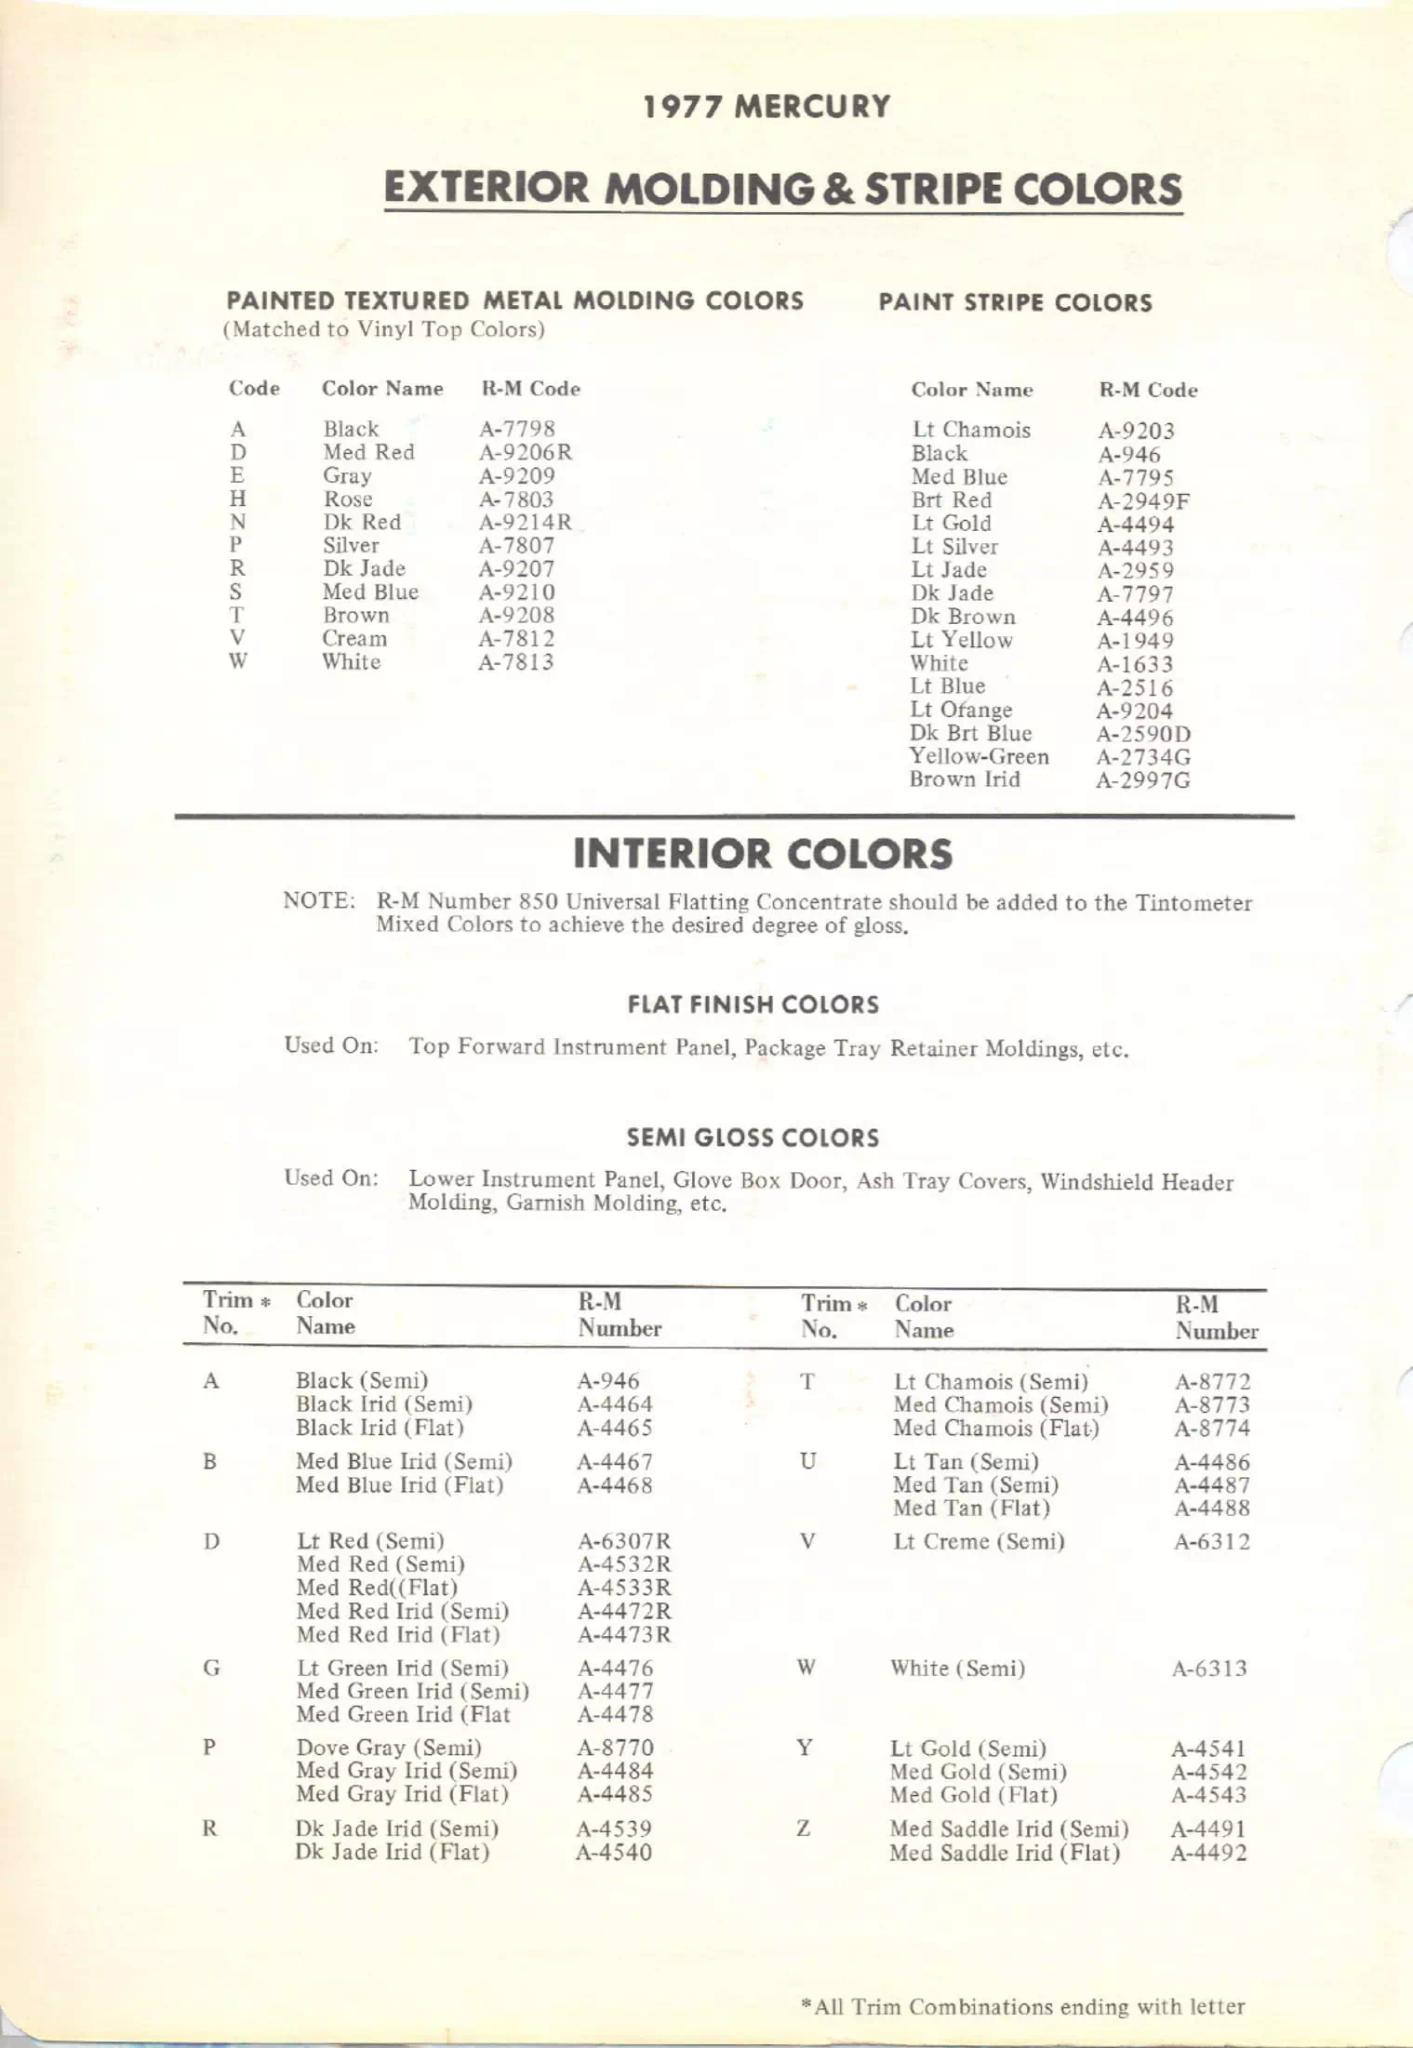 1977 MERCURY
EXTERIOR MOLDING & STRIPE COLORS
PAINTED TEXTURED METAL MOLDING COLORS
(Matched to Vinyl Top Colors)
Code Color Name R-M Code
A Black A-7798
D Med Red A-9206R
E Gray A-9209
H Rose A-7803
N Dk Red A-9214R
P Silver A-7807
R Dk Jade A-9207
S Med Blue A-9210
T Brown A-9208
V Cream A-7812
W White A-7813
PAINT STRIPE COLORS
Color Name R-M Code
Lt Chamois A-9203
Black A-946
Med Blue A-7795
Brt Red A-2949F
Lt Gold A-4494
Lt Silver A-4493
Lt Jade A-2959
Dk Jade A-7797
Dk Brown A-4496
Lt Yellow A-1949
White A-1633
Lt Blue A-2516
Lt Orange A-9204
Dk Brt Blue A-2590D
Yellow-Green A-2734G
Brown Irid A-2997G
INTERIOR COLORS
NOTE: R-M Number 850 Universal Flatting Concentrate should be added to the Tintometer
Mixed Colors to achieve the desired degree of gloss.
FLAT FINISH COLORS
Used On: Top Forward Instrument Panel, Package Tray Retainer Moldings, etc.
SEMI GLOSS COLORS
Used On: Lower Instrument Panel, Glove Box Door, Ash Tray Covers, Windshield Header
Molding, Garnish Molding, etc.
Trim * Color R-M
No. Name Number
A Black (Semi) A-946
Black Irid (Semi) A-4464
Black Irid (Flat) A-4465
B Med Blue Irid (Semi) A-4467
Med Blue Irid (Flat) A-4468
D Lt Red (Semi) A-6307R
Med Red (Semi) A-4532R
Med Red((Flat) A-4533R
Med Red Irid (Semi) A-4472R
Med Red Irid (Flat) A-4473R
G Lt Green Irid (Semi) A-4476
Med Green Irid (Semi) A-4477
Med Green Irid (Flat A-4478
P Dove Gray (Semi) A-8770
Med Gray Irid (Semi) A-4484
Med Gray Irid (Flat) A-4485
R Dk Jade Irid (Semi) A-4539
Dk Jade Irid (Flat) A-4540
Trim * Color R-M
No. Name Number
T Lt Chamois (Semi) A-8772
Med Chamois (Semi) A-8773
Med Chamois (Flat) A-8774
U Lt Tan (Semi) A-4486
Med Tan (Semi) A-4487
Med Tan (Flat) A-4488
V Lt Creme (Semi) A-6312
W White (Semi) A-6313
Y Lt Gold (Semi) A-4541
Med Gold (Semi) A-4542
Med Gold (Flat) A-4543
Z Med Saddle Irid (Semi) A-4491
Med Saddle Irid (Flat) A-4492
*All Trim Combinations ending with letter